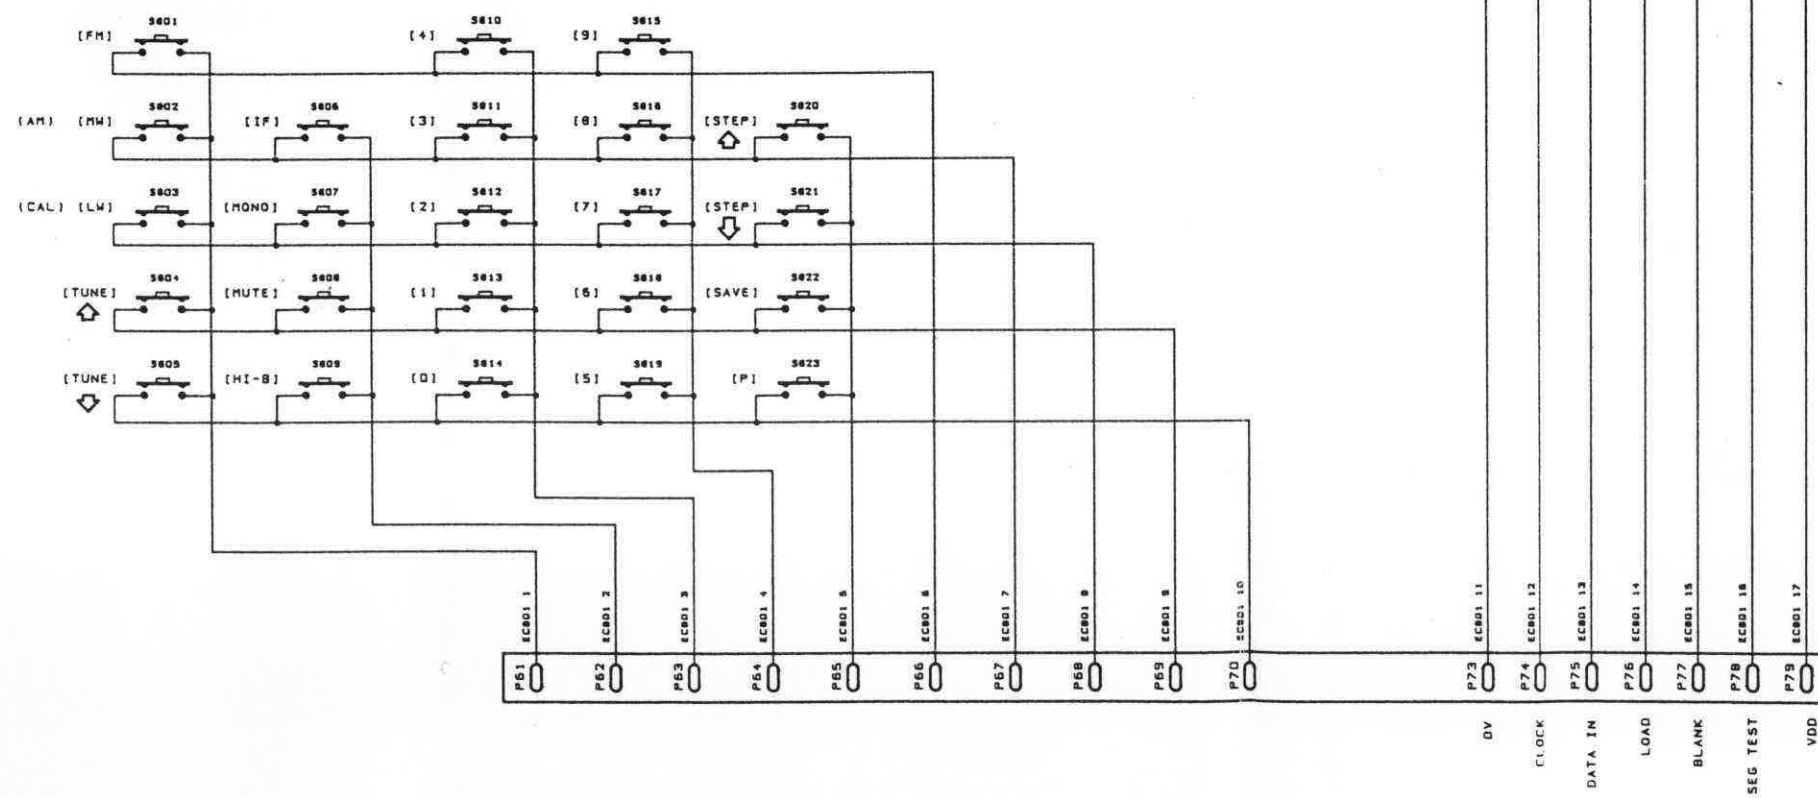 S601 S610 S615
[FM] [4] [9]
S602 S606 S611 S616 S620
(AM) [MW] [IF] [3] [8] [STEP]
S603 S607 S612 S617 S621
(CAL) [LW] [MONO] [2] [7] [STEP]
S604 S608 S613 S618 S622
[TUNE] [MUTE] [1] [6] [SAVE]
S605 S609 S614 S619 S623
[TUNE] [HI-B] [0] [5] [P]
EC801 1
EC801 2
EC801 3
EC801 4
EC801 5
EC801 6
EC801 7
EC801 8
EC801 9
EC801 10
EC801 11
EC801 12
EC801 13
EC801 14
EC801 15
EC801 16
EC801 17
P61
P62
P63
P64
P65
P66
P67
P68
P69
P70
P73
P74
P75
P76
P77
P78
P79
0V
CLOCK
DATA IN
LOAD
BLANK
SEG TEST
VDD